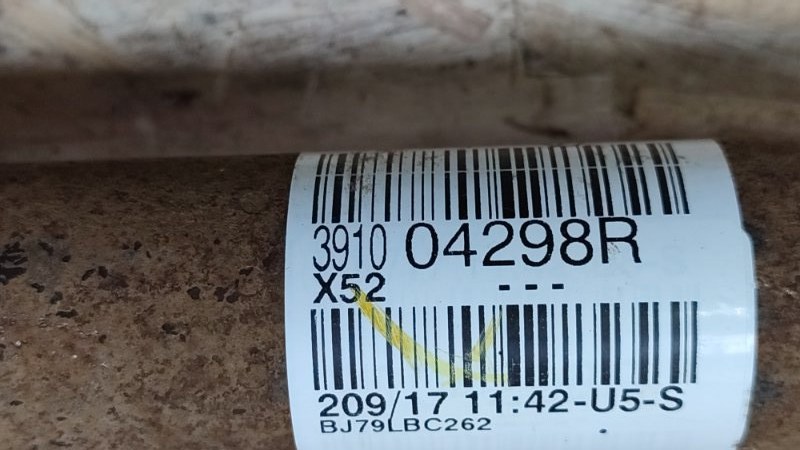 3910 04298R
X52 ---
209/17 11:42-U5-S
BJ79LBC262